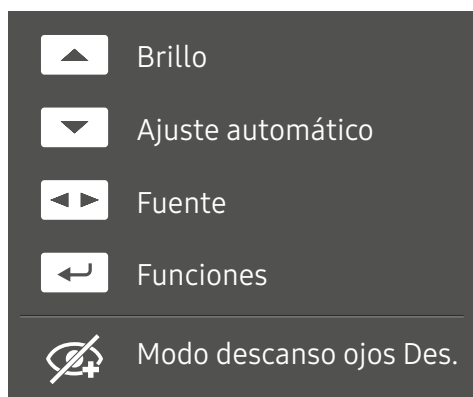 Brillo
Ajuste automático
Fuente
Funciones
Modo descanso ojos Des.